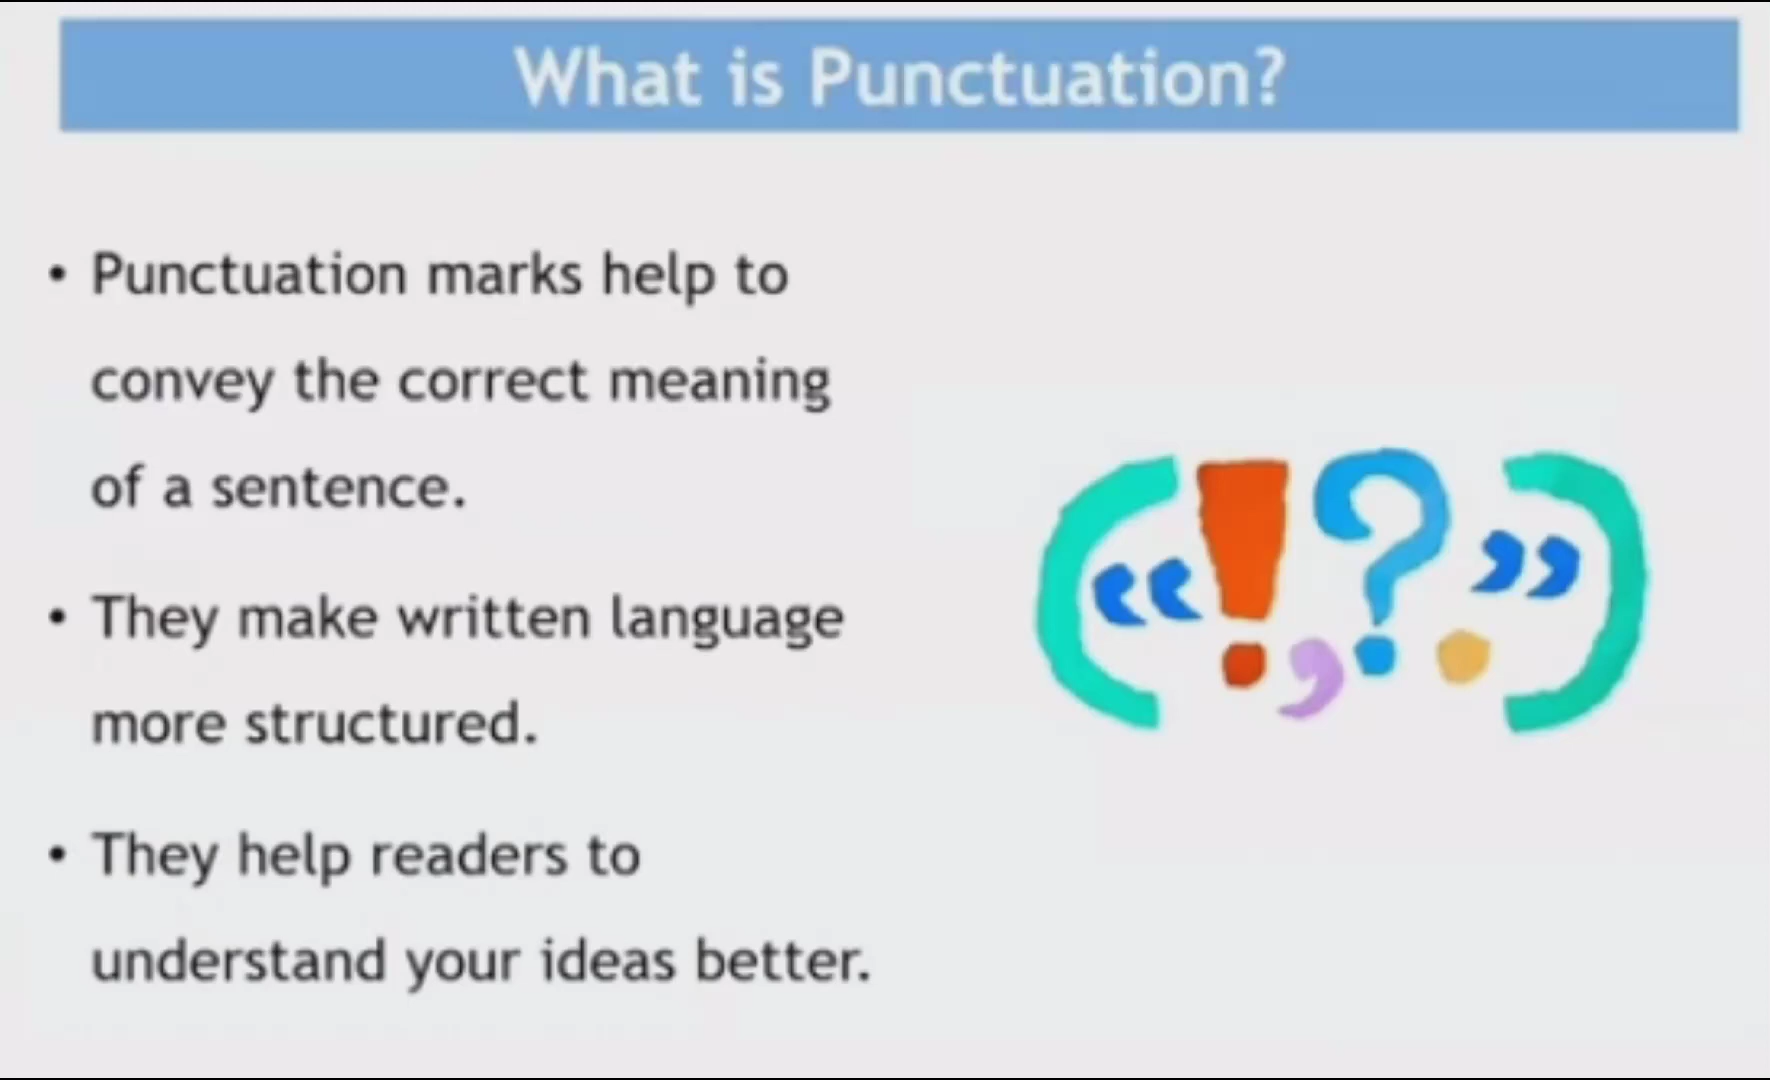 What is Punctuation?
• Punctuation marks help to
convey the correct meaning
of a sentence.
• They make written language
more structured.
• They help readers to
understand your ideas better.
(“!,?.”)